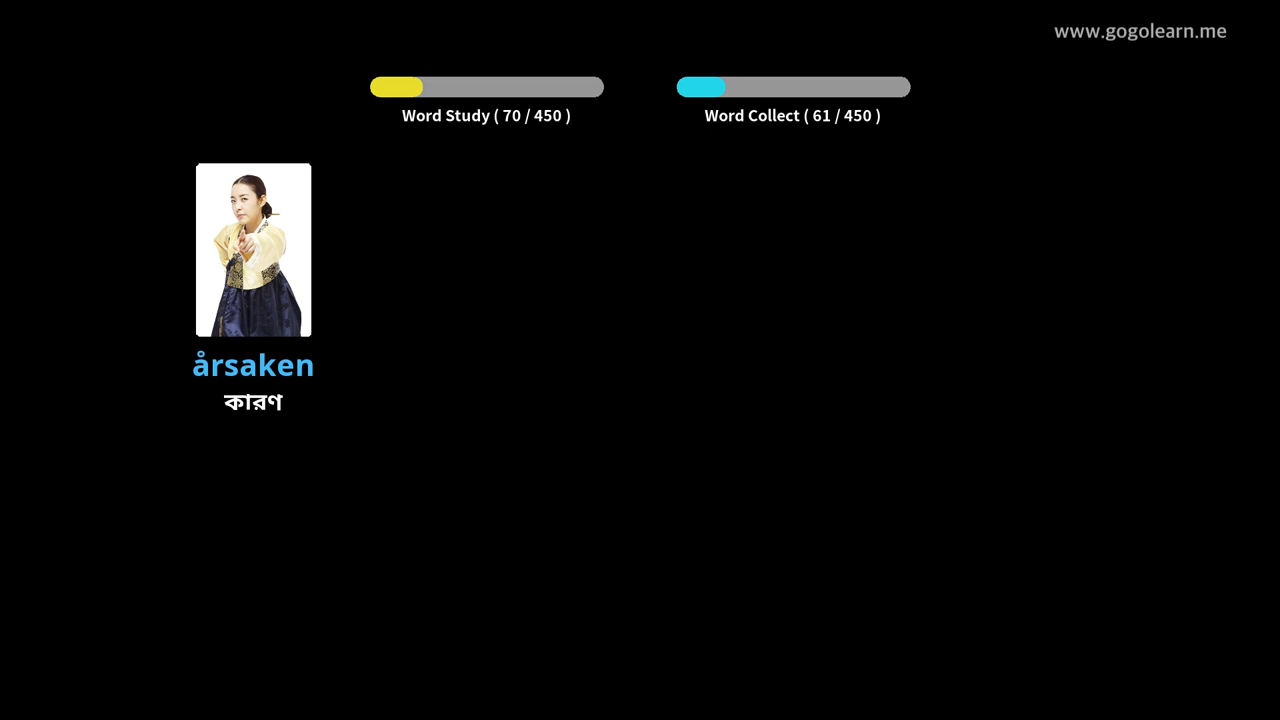 www.gogolearn.me
Word Study ( 70 / 450 )
Word Collect ( 61 / 450 )
årsaken
কারণ